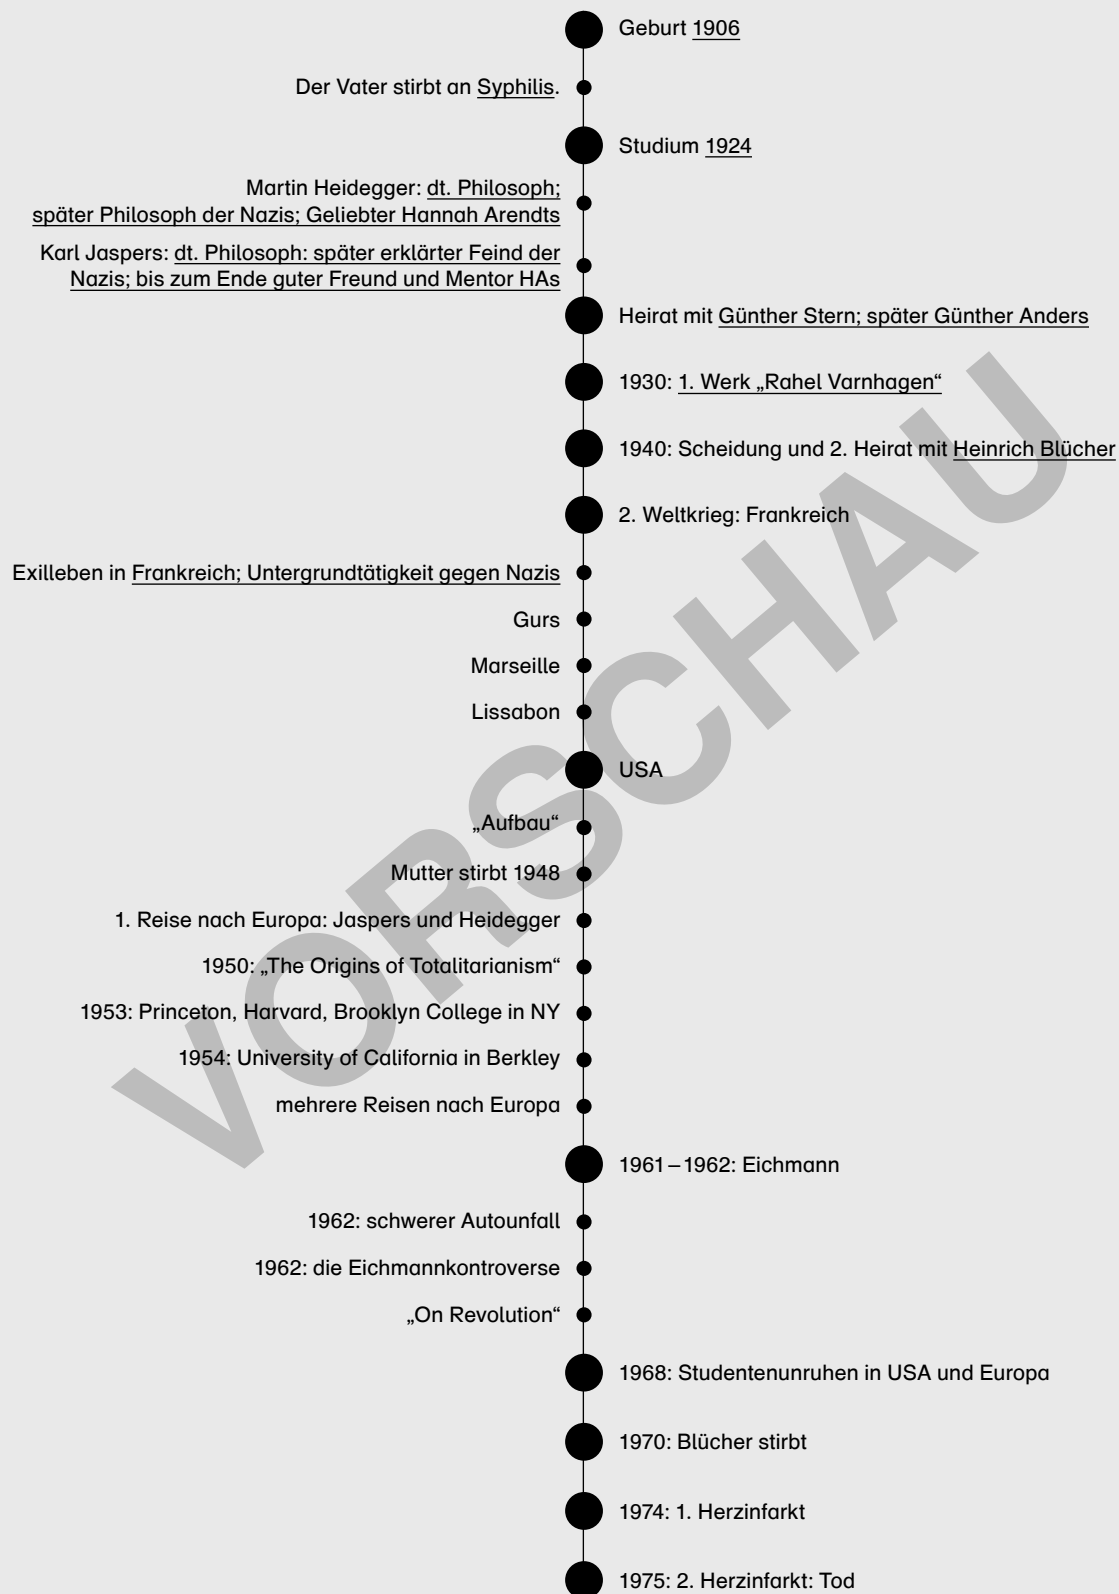 Geburt 1906
Der Vater stirbt an Syphilis.
Studium 1924
Martin Heidegger: dt. Philosoph;
später Philosoph der Nazis; Geliebter Hannah Arendts
Karl Jaspers: dt. Philosoph: später erklärter Feind der
Nazis; bis zum Ende guter Freund und Mentor HAs
Heirat mit Günther Stern; später Günther Anders
1930: 1. Werk „Rahel Varnhagen“
1940: Scheidung und 2. Heirat mit Heinrich Blücher
2. Weltkrieg: Frankreich
Exilleben in Frankreich; Untergrundtätigkeit gegen Nazis
Gurs
Marseille
Lissabon
USA
„Aufbau“
Mutter stirbt 1948
1. Reise nach Europa: Jaspers und Heidegger
1950: „The Origins of Totalitarianism“
1953: Princeton, Harvard, Brooklyn College in NY
1954: University of California in Berkley
mehrere Reisen nach Europa
1961–1962: Eichmann
1962: schwerer Autounfall
1962: die Eichmannkontroverse
„On Revolution“
1968: Studentenunruhen in USA und Europa
1970: Blücher stirbt
1974: 1. Herzinfarkt
1975: 2. Herzinfarkt: Tod
VORSCHAU